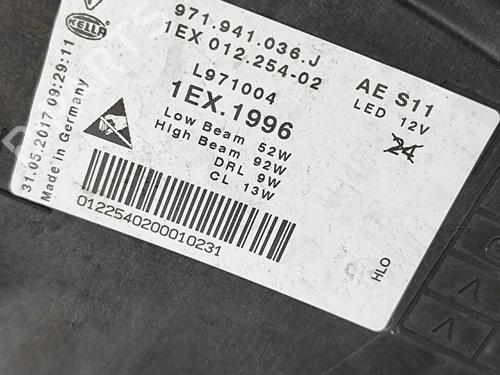 HELLA
971.941.036.J
1EX 012.254-02
L971004
1EX.1996
Low Beam 52W
High Beam 92W
DRL 9W
CL 13W
AE S11
LED 12V
24
31.05.2017 09:29:11
Made in Germany
0122540200010231
HLO